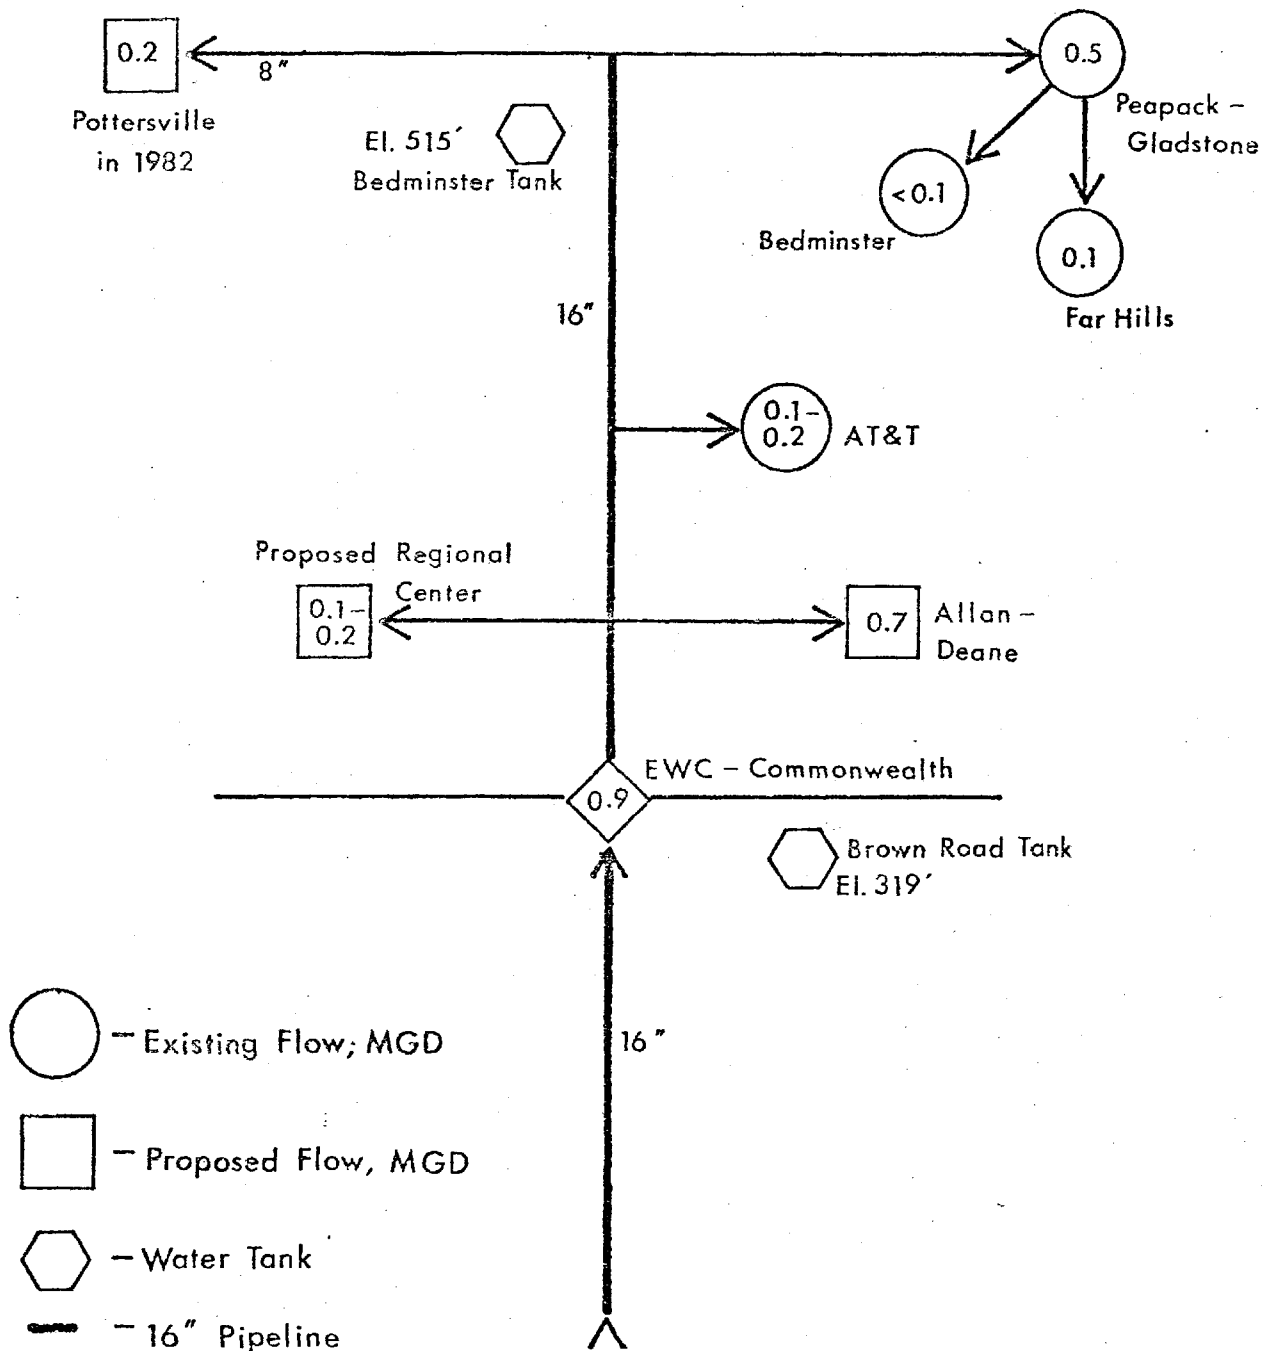 0.2
8″
0.5
Pottersville
in 1982
El. 515′
Bedminster Tank
Peapack –
Gladstone
<0.1
Bedminster
0.1
Far Hills
16″
0.1–
0.2
AT&T
Proposed Regional
Center
0.1–
0.2
0.7
Allan –
Deane
EWC – Commonwealth
0.9
Brown Road Tank
El. 319′
16″
– Existing Flow; MGD
– Proposed Flow, MGD
– Water Tank
– 16″ Pipeline